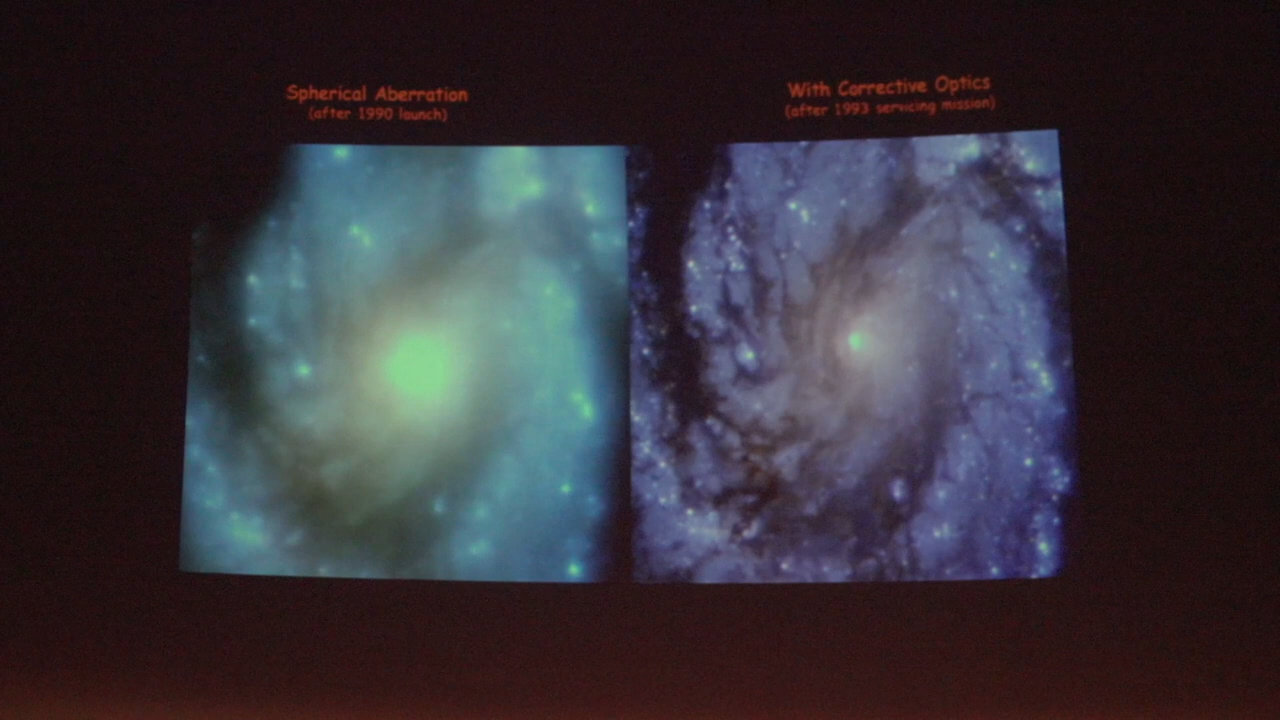 Spherical Aberration
(after 1990 launch)
With Corrective Optics
(after 1993 servicing mission)